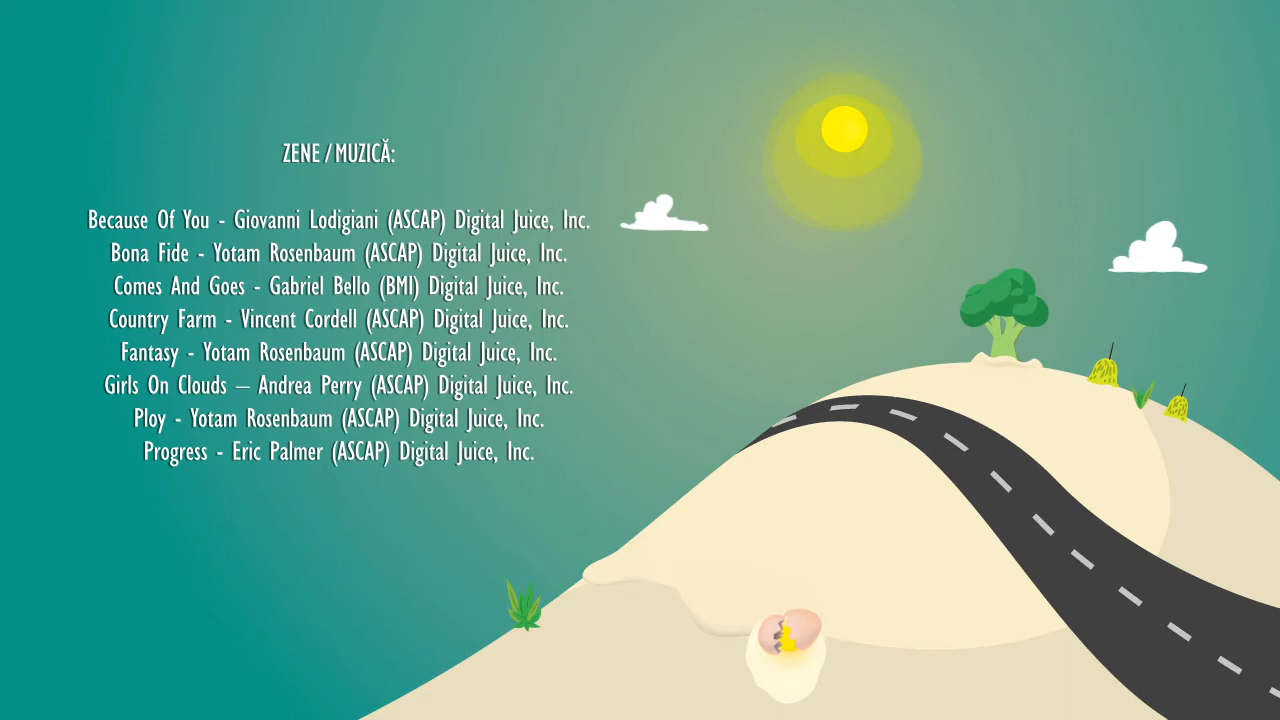 ZENE / MUZICĂ:
Because Of You - Giovanni Lodigiani (ASCAP) Digital Juice, Inc.
Bona Fide - Yotam Rosenbaum (ASCAP) Digital Juice, Inc.
Comes And Goes - Gabriel Bello (BMI) Digital Juice, Inc.
Country Farm - Vincent Cordell (ASCAP) Digital Juice, Inc.
Fantasy - Yotam Rosenbaum (ASCAP) Digital Juice, Inc.
Girls On Clouds – Andrea Perry (ASCAP) Digital Juice, Inc.
Ploy - Yotam Rosenbaum (ASCAP) Digital Juice, Inc.
Progress - Eric Palmer (ASCAP) Digital Juice, Inc.